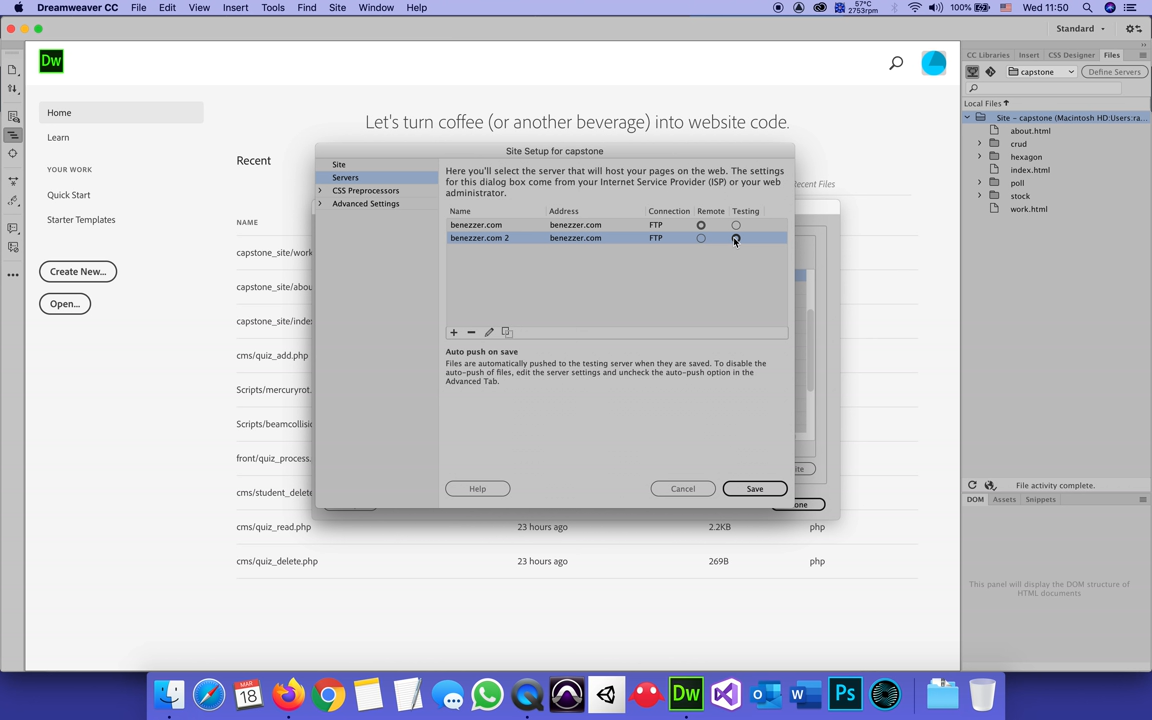 Dreamweaver CC File Edit View Insert Tools Find Site Window Help 57°C 2753rpm 100% Wed 11:50
Standard
Dw
CC Libraries Insert CSS Designer Files
capstone Define Servers
Local Files
Site – capstone (Macintosh HD:Users:ra...
about.html
crud
hexagon
index.html
poll
stock
work.html
File activity complete.
DOM Assets Snippets
This panel will display the DOM structure of HTML documents
Home
Learn
YOUR WORK
Quick Start
Starter Templates
Create New...
Open...
Let's turn coffee (or another beverage) into website code.
Recent
ecent Files
NAME
capstone_site/work
capstone_site/abou
capstone_site/index
cms/quiz_add.php
Scripts/mercuryrot.
Scripts/beamcollisio
front/quiz_process.
cms/student_delete
cms/quiz_read.php 23 hours ago 2.2KB php
cms/quiz_delete.php 23 hours ago 269B php
Site Setup for capstone
Site
Servers
CSS Preprocessors
Advanced Settings
Here you'll select the server that will host your pages on the web. The settings
for this dialog box come from your Internet Service Provider (ISP) or your web
administrator.
Name Address Connection Remote Testing
benezzer.com benezzer.com FTP
benezzer.com 2 benezzer.com FTP
Auto push on save
Files are automatically pushed to the testing server when they are saved. To disable the
auto-push of files, edit the server settings and uncheck the auto-push option in the
Advanced Tab.
Help Cancel Save
ite
one
MAR
18
Dw
Ps